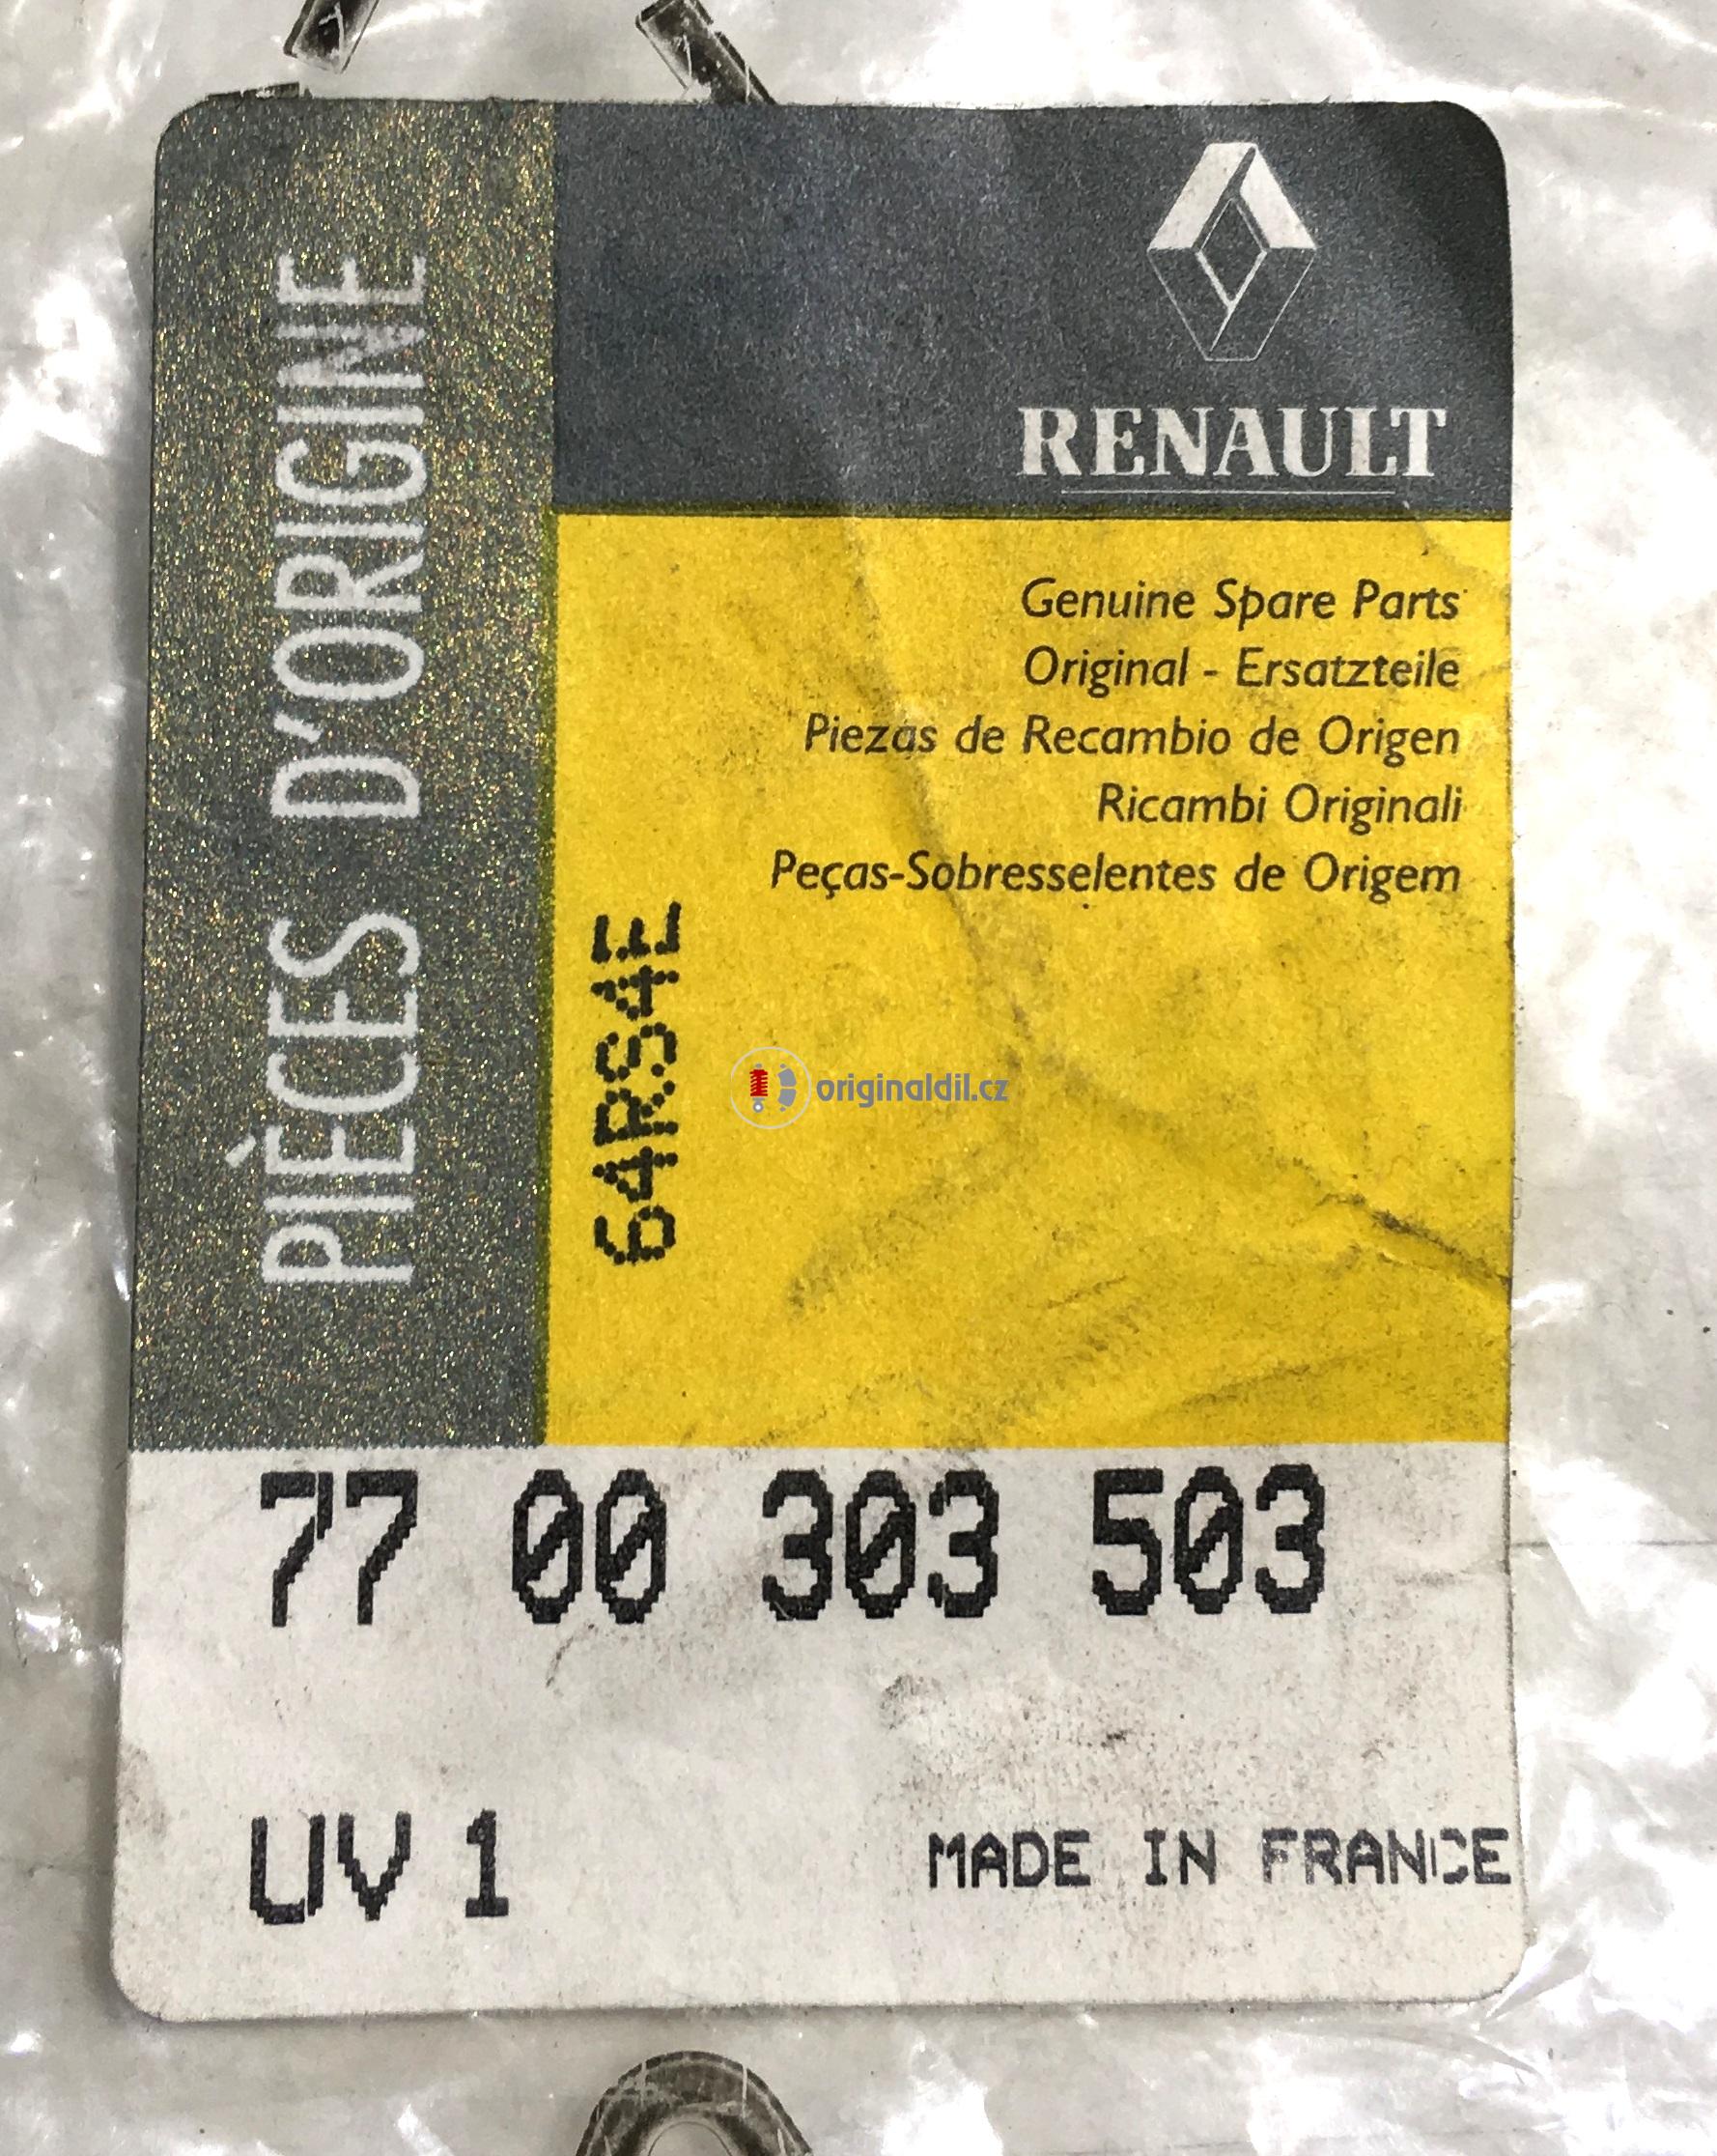 PIÈCES D'ORIGINE
RENAULT
Genuine Spare Parts
Original - Ersatzteile
Piezas de Recambio de Origen
Ricambi Originali
Peças-Sobresselentes de Origem
64RS4E
originaldil.cz
77 00 303 503
UV 1
MADE IN FRANCE